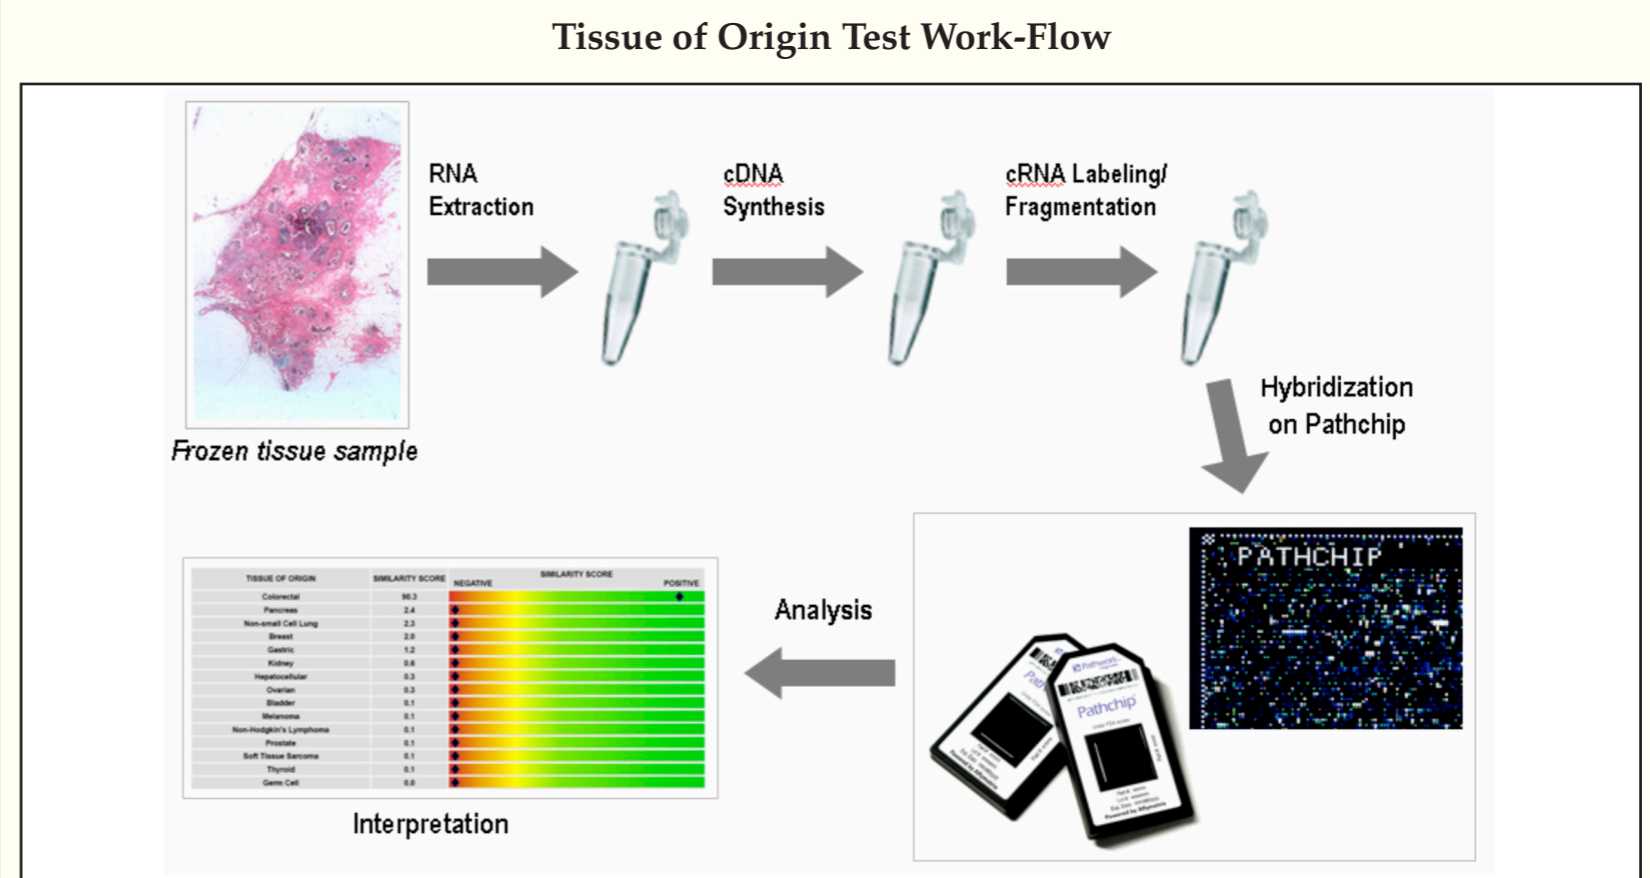 Tissue of Origin Test Work-Flow
RNA
Extraction
cDNA
Synthesis
cRNA Labeling/
Fragmentation
Frozen tissue sample
Hybridization
on Pathchip
PATHCHIP
Pathchip
Analysis
TISSUE OF ORIGIN SIMILARITY SCORE NEGATIVE SIMILARITY SCORE POSITIVE
Colorectal 90.3
Pancreas 2.4
Non-small Cell Lung 2.3
Breast 2.0
Gastric 1.2
Kidney 0.6
Hepatocellular 0.3
Ovarian 0.3
Bladder 0.1
Melanoma 0.1
Non-Hodgkin's Lymphoma 0.1
Prostate 0.1
Soft Tissue Sarcoma 0.1
Thyroid 0.1
Germ Cell 0.0
Interpretation
Powered by Affymetrix